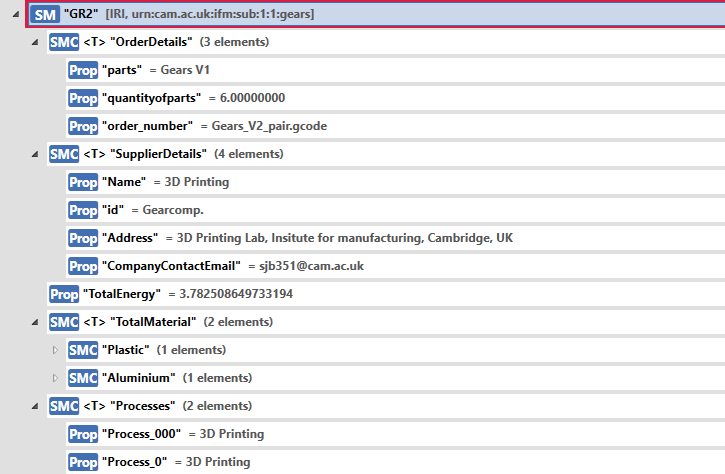 SM "GR2" [IRI, urn:cam.ac.uk:ifm:sub:1:1:gears]
SMC <T> "OrderDetails" (3 elements)
Prop "parts" = Gears V1
Prop "quantityofparts" = 6.00000000
Prop "order_number" = Gears_V2_pair.gcode
SMC <T> "SupplierDetails" (4 elements)
Prop "Name" = 3D Printing
Prop "id" = Gearcomp.
Prop "Address" = 3D Printing Lab, Insitute for manufacturing, Cambridge, UK
Prop "CompanyContactEmail" = sjb351@cam.ac.uk
Prop "TotalEnergy" = 3.782508649733194
SMC <T> "TotalMaterial" (2 elements)
SMC "Plastic" (1 elements)
SMC "Aluminium" (1 elements)
SMC <T> "Processes" (2 elements)
Prop "Process_000" = 3D Printing
Prop "Process_0" = 3D Printing